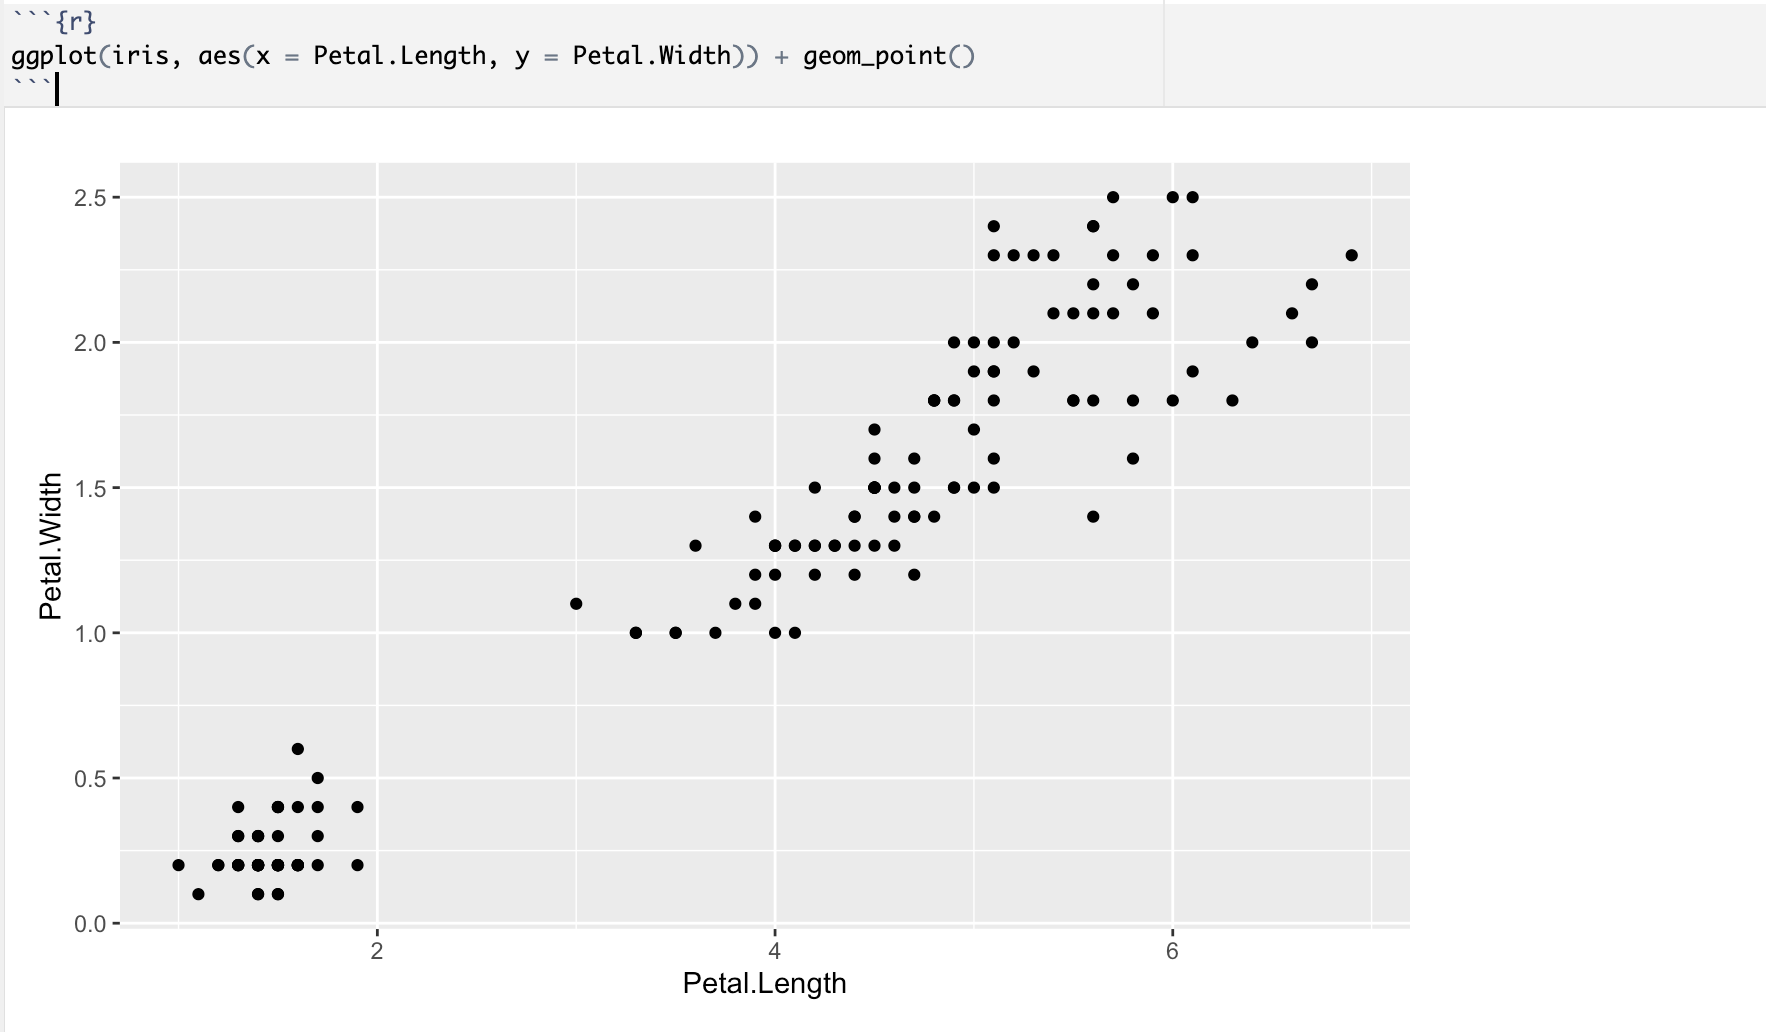 ```{r}
ggplot(iris, aes(x = Petal.Length, y = Petal.Width)) + geom_point()
```
2.5
2.0
1.5
1.0
0.5
0.0
Petal.Width
2 4 6
Petal.Length